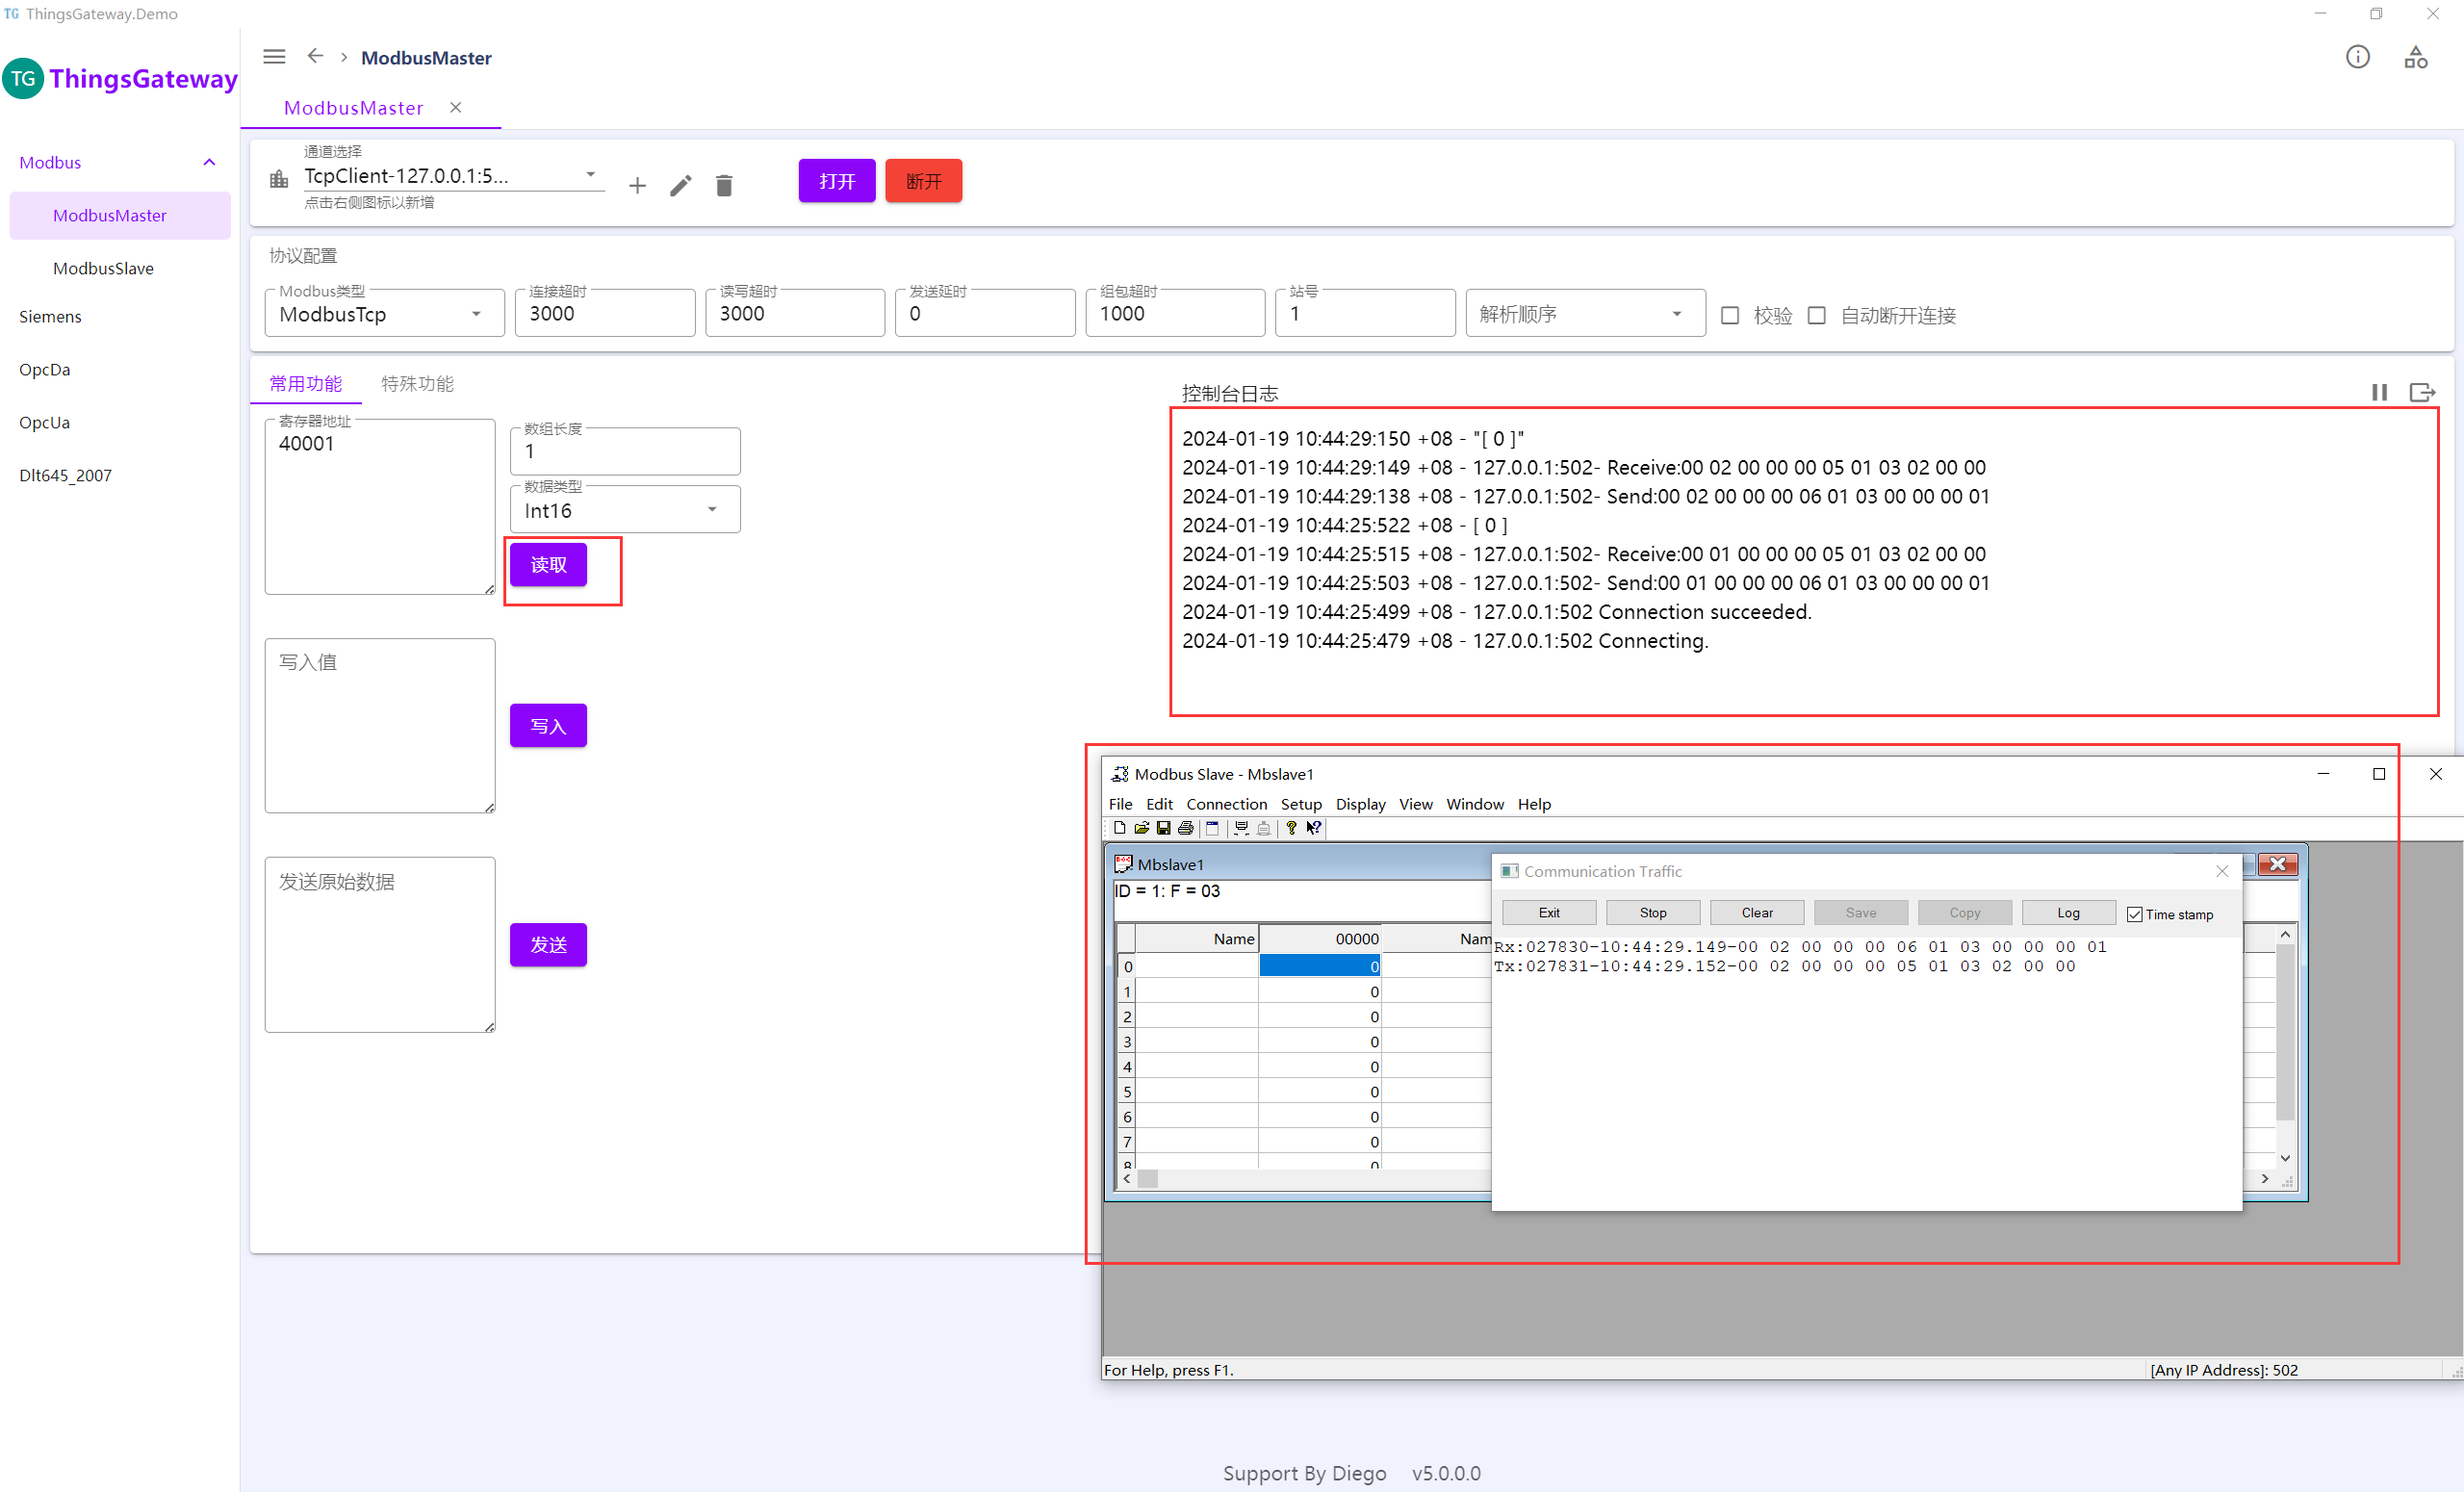 TG ThingsGateway.Demo
TG ThingsGateway
ModbusMaster
ModbusMaster
Modbus
ModbusMaster
ModbusSlave
Siemens
OpcDa
OpcUa
Dlt645_2007
通道选择
TcpClient-127.0.0.1:5...
点击右侧图标以新增
打开
断开
协议配置
Modbus类型
ModbusTcp
连接超时
3000
读写超时
3000
发送延时
0
组包超时
1000
站号
1
解析顺序
校验
自动断开连接
常用功能
特殊功能
寄存器地址
40001
数组长度
1
数据类型
Int16
读取
写入值
写入
发送原始数据
发送
控制台日志
2024-01-19 10:44:29:150 +08 - "[ 0 ]"
2024-01-19 10:44:29:149 +08 - 127.0.0.1:502- Receive:00 02 00 00 00 05 01 03 02 00 00
2024-01-19 10:44:29:138 +08 - 127.0.0.1:502- Send:00 02 00 00 00 06 01 03 00 00 00 01
2024-01-19 10:44:25:522 +08 - [ 0 ]
2024-01-19 10:44:25:515 +08 - 127.0.0.1:502- Receive:00 01 00 00 00 05 01 03 02 00 00
2024-01-19 10:44:25:503 +08 - 127.0.0.1:502- Send:00 01 00 00 00 06 01 03 00 00 00 01
2024-01-19 10:44:25:499 +08 - 127.0.0.1:502 Connection succeeded.
2024-01-19 10:44:25:479 +08 - 127.0.0.1:502 Connecting.
Modbus Slave - Mbslave1
File Edit Connection Setup Display View Window Help
Mbslave1
ID = 1: F = 03
Name 00000 Nam
0 0
1 0
2 0
3 0
4 0
5 0
6 0
7 0
8 0
Communication Traffic
Exit Stop Clear Save Copy Log Time stamp
Rx:027830-10:44:29.149-00 02 00 00 00 06 01 03 00 00 00 01
Tx:027831-10:44:29.152-00 02 00 00 00 05 01 03 02 00 00
For Help, press F1.
[Any IP Address]: 502
Support By Diego v5.0.0.0